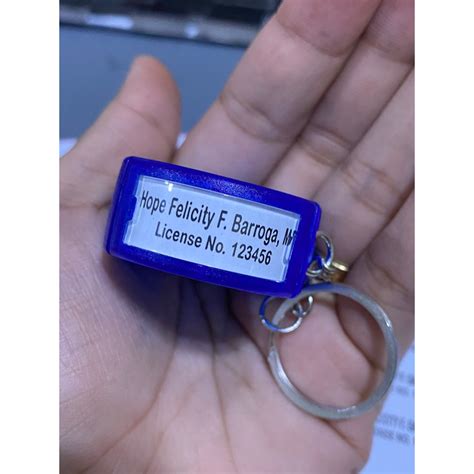 Hope Felicity F. Barroga, M
License No. 123456